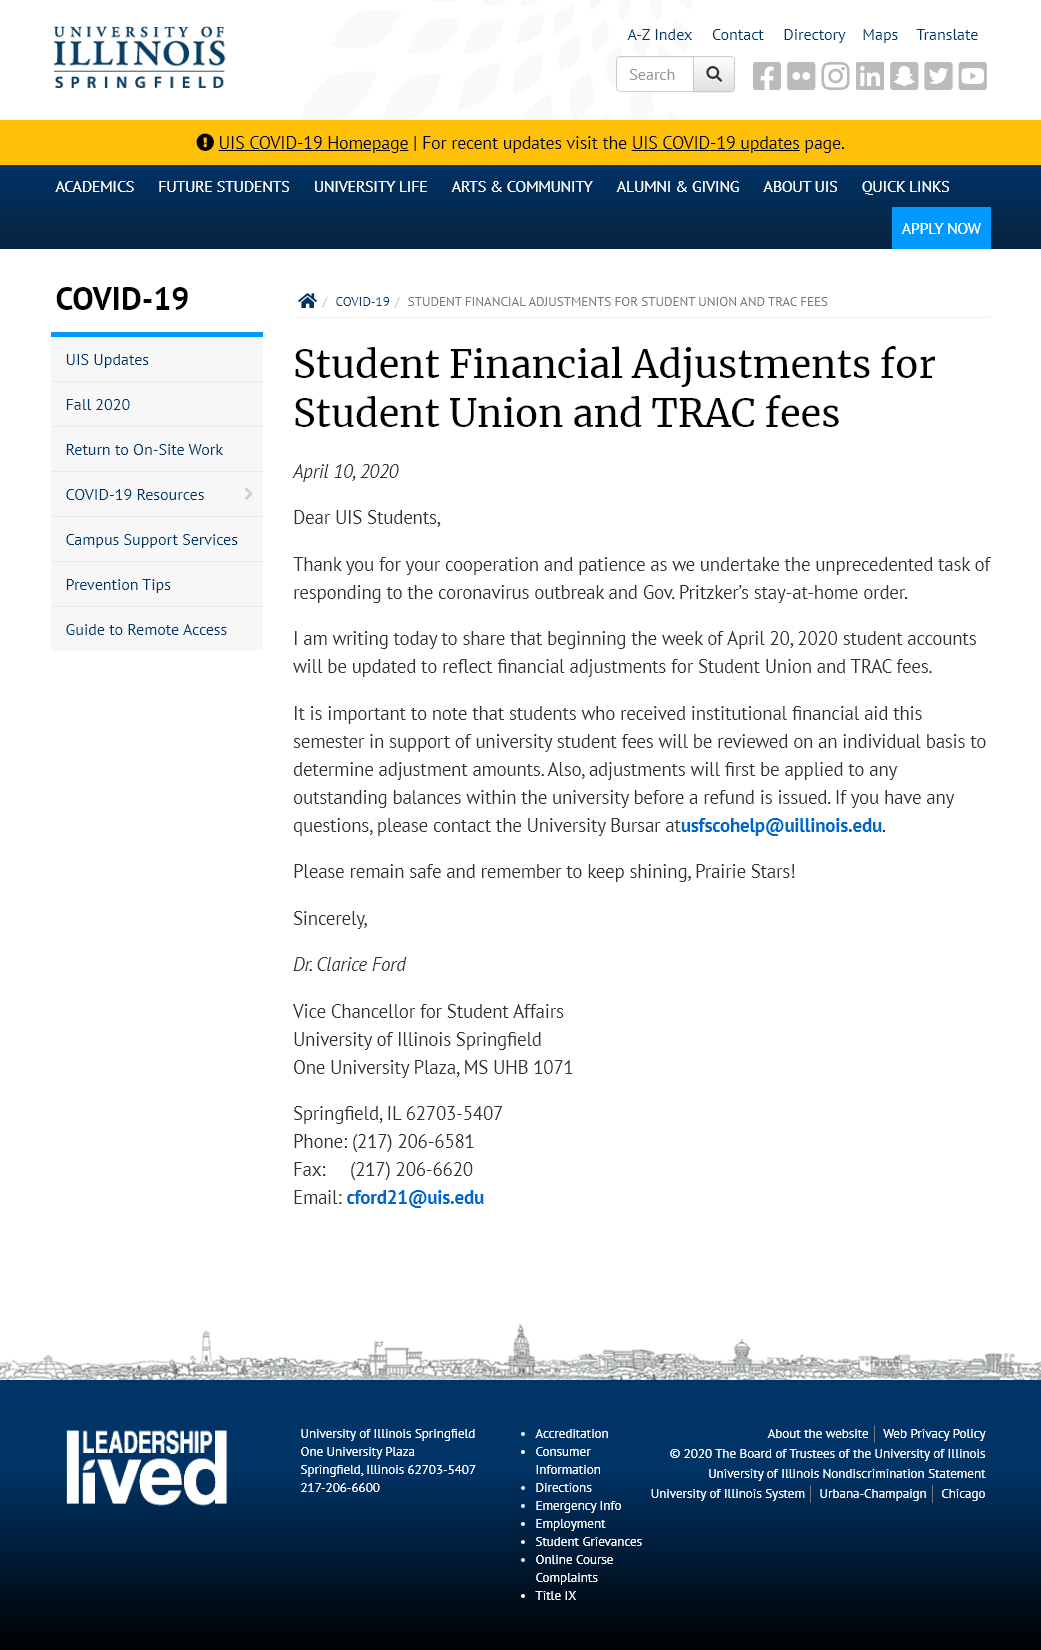 UNIVERSITY OF
ILLINOIS
SPRINGFIELD
A-Z Index Contact Directory Maps Translate
Search
UIS COVID-19 Homepage | For recent updates visit the UIS COVID-19 updates page.
ACADEMICS FUTURE STUDENTS UNIVERSITY LIFE ARTS & COMMUNITY ALUMNI & GIVING ABOUT UIS QUICK LINKS
APPLY NOW
COVID-19
UIS Updates
Fall 2020
Return to On-Site Work
COVID-19 Resources
Campus Support Services
Prevention Tips
Guide to Remote Access
/ COVID-19 / STUDENT FINANCIAL ADJUSTMENTS FOR STUDENT UNION AND TRAC FEES
Student Financial Adjustments for
Student Union and TRAC fees
April 10, 2020
Dear UIS Students,
Thank you for your cooperation and patience as we undertake the unprecedented task of
responding to the coronavirus outbreak and Gov. Pritzker’s stay-at-home order.
I am writing today to share that beginning the week of April 20, 2020 student accounts
will be updated to reflect financial adjustments for Student Union and TRAC fees.
It is important to note that students who received institutional financial aid this
semester in support of university student fees will be reviewed on an individual basis to
determine adjustment amounts. Also, adjustments will first be applied to any
outstanding balances within the university before a refund is issued. If you have any
questions, please contact the University Bursar atusfscohelp@uillinois.edu.
Please remain safe and remember to keep shining, Prairie Stars!
Sincerely,
Dr. Clarice Ford
Vice Chancellor for Student Affairs
University of Illinois Springfield
One University Plaza, MS UHB 1071
Springfield, IL 62703-5407
Phone: (217) 206-6581
Fax: (217) 206-6620
Email: cford21@uis.edu
LEADERSHIP
lived
University of Illinois Springfield
One University Plaza
Springfield, Illinois 62703-5407
217-206-6600
• Accreditation
• Consumer
Information
• Directions
• Emergency Info
• Employment
• Student Grievances
• Online Course
Complaints
• Title IX
About the website | Web Privacy Policy
© 2020 The Board of Trustees of the University of Illinois
University of Illinois Nondiscrimination Statement
University of Illinois System | Urbana-Champaign | Chicago